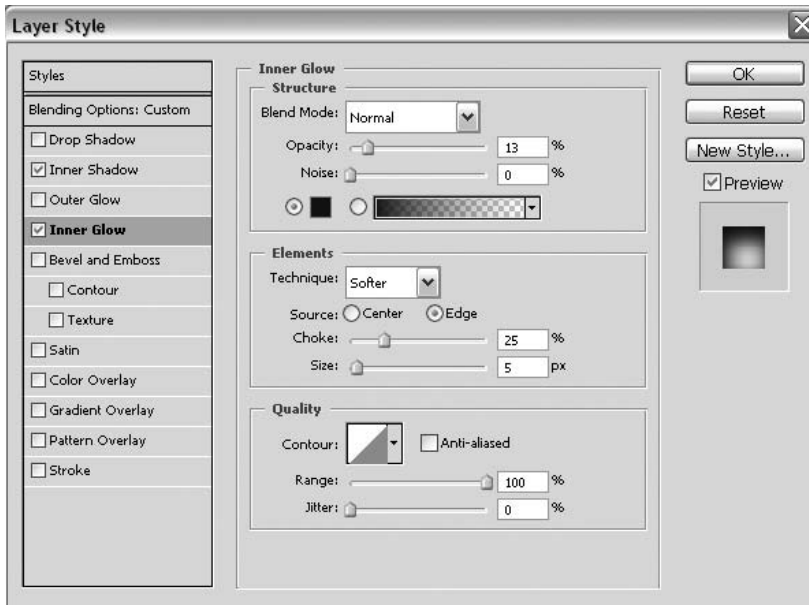 Layer Style
Styles
Blending Options: Custom
Drop Shadow
Inner Shadow
Outer Glow
Inner Glow
Bevel and Emboss
Contour
Texture
Satin
Color Overlay
Gradient Overlay
Pattern Overlay
Stroke
Inner Glow
Structure
Blend Mode: Normal
Opacity: 13 %
Noise: 0 %
Elements
Technique: Softer
Source: Center Edge
Choke: 25 %
Size: 5 px
Quality
Contour: Anti-aliased
Range: 100 %
Jitter: 0 %
OK
Reset
New Style...
Preview